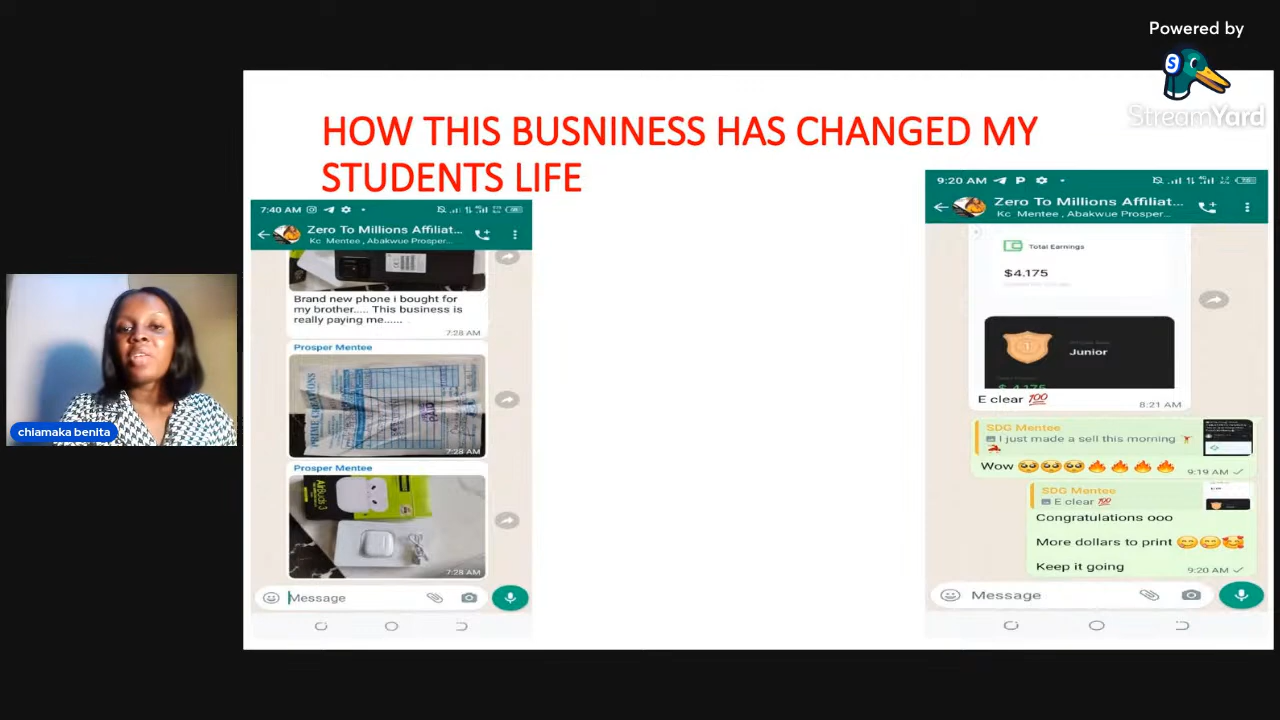 Powered by
StreamYard
HOW THIS BUSNINESS HAS CHANGED MY
STUDENTS LIFE
chiamaka benita
7:40 AM
Zero To Millions Affiliat...
Kc Mentee , Abakwue Prosper...
Brand new phone i bought for
my brother..... This business is
really paying me......
7:28 AM
Prosper Mentee
7:28 AM
Prosper Mentee
AirBuds 3
7:28 AM
Message
9:20 AM
Zero To Millions Affiliat...
Kc Mentee , Abakwue Prosper...
Total Earnings
$4.175
Junior
$ 4.175
E clear 💯
8:21 AM
SDG Mentee
I just made a sell this morning
Wow 🥺🥺🥺🔥🔥🔥🔥
9:19 AM
SDG Mentee
E clear 💯
Congratulations ooo
More dollars to print 😊😊🥰
Keep it going
9:20 AM
Message